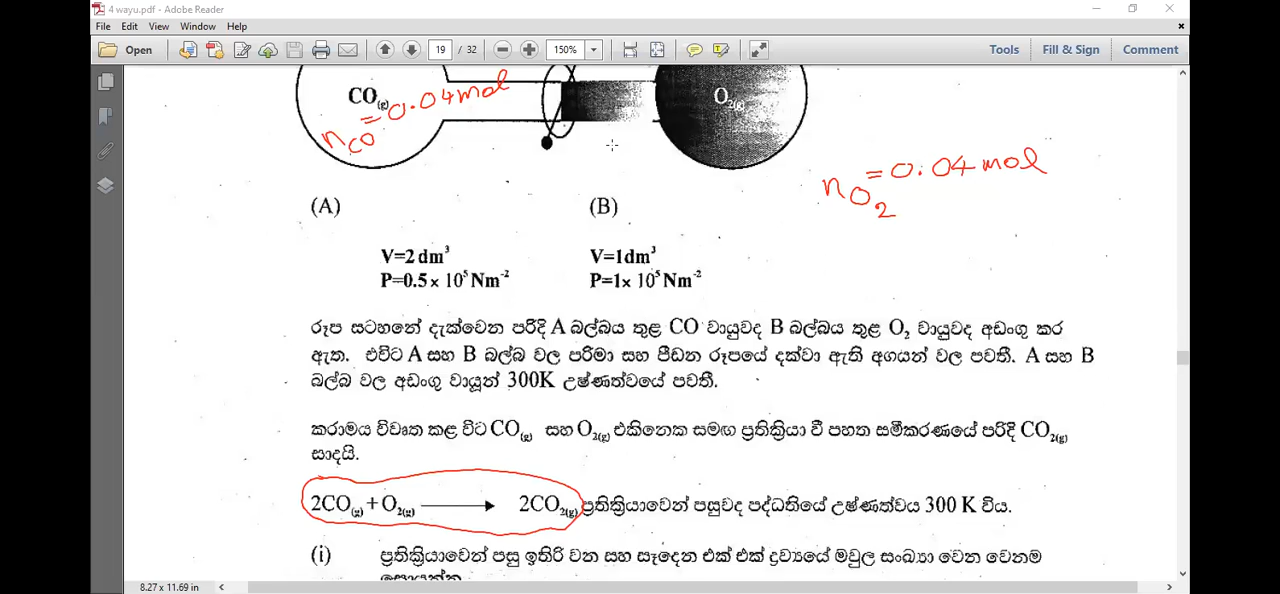 4 wayu.pdf - Adobe Reader
File Edit View Window Help
Open 19 / 32 150% Tools Fill & Sign Comment
CO(g) O2(g)
nCO = 0.04 mol
nO2 = 0.04 mol
(A) (B)
V=2 dm³ V=1dm³
P=0.5 × 10⁵ Nm⁻² P=1× 10⁵ Nm⁻²
රූප සටහනේ දැක්වෙන පරිදි A බල්බය තුළ CO වායුවද B බල්බය තුළ O₂ වායුවද අඩංගු කර
ඇත. එවිට A සහ B බල්බ වල පරිමා සහ පීඩන රූපයේ දක්වා ඇති අගයන් වල පවතී. A සහ B
බල්බ වල අඩංගු වායූන් 300K උෂ්ණත්වයේ පවතී.
කරාමය විවෘත කළ විට CO(g) සහ O2(g) එකිනෙක සමඟ ප්‍රතික්‍රියා වී පහත සමීකරණයේ පරිදි CO2(g)
සාදයි.
2CO(g) + O2(g) ⟶ 2CO2(g) ප්‍රතික්‍රියාවෙන් පසුවද පද්ධතියේ උෂ්ණත්වය 300 K විය.
(i) ප්‍රතික්‍රියාවෙන් පසු ඉතිරි වන සහ සෑදෙන එක් එක් ද්‍රව්‍යයේ මවුල සංඛ්‍යා වෙන වෙනම
සොයන්න
8.27 x 11.69 in